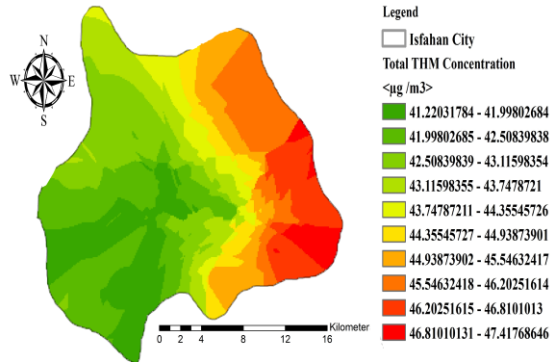 N
W E
S
Legend
Isfahan City
Total THM Concentration
<µg /m3>
41.22031784 - 41.99802684
41.99802685 - 42.50839838
42.50839839 - 43.11598354
43.11598355 - 43.7478721
43.74787211 - 44.35545726
44.35545727 - 44.93873901
44.93873902 - 45.54632417
45.54632418 - 46.20251614
46.20251615 - 46.8101013
46.81010131 - 47.41768646
0 2 4 8 12 16 Kilometer